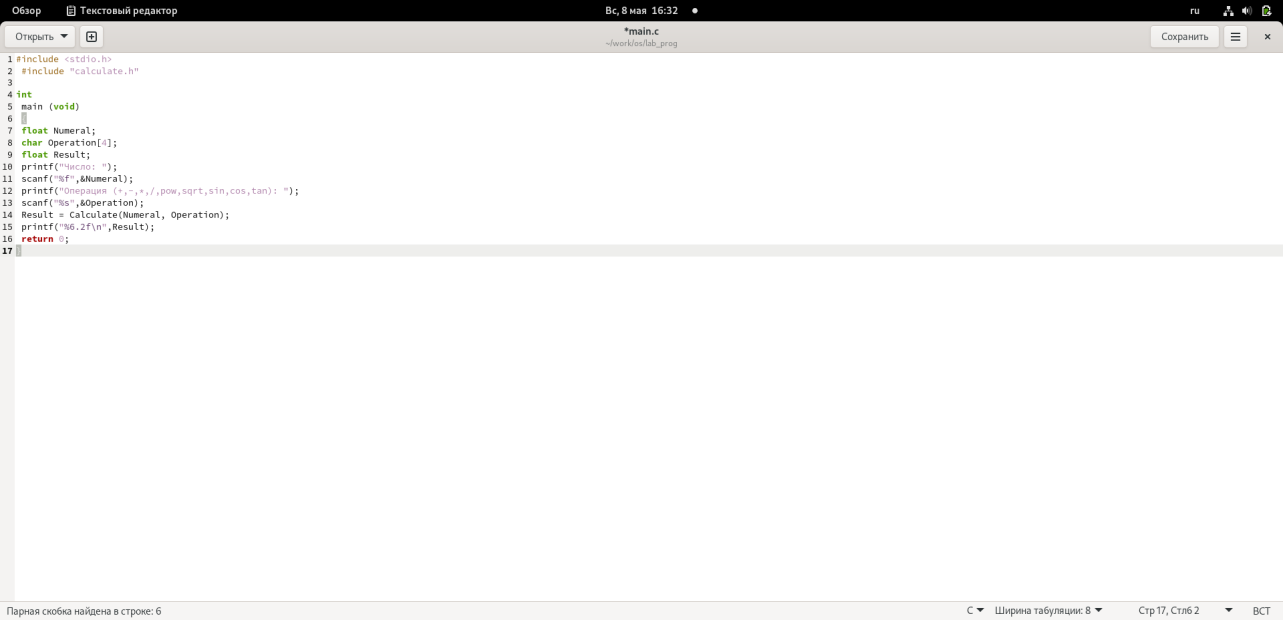 Обзор Текстовый редактор Вс, 8 мая 16:32 ru
Открыть *main.c Сохранить
~/work/os/lab_prog
1 #include <stdio.h>
2 #include "calculate.h"
3
4 int
5 main (void)
6 {
7 float Numeral;
8 char Operation[4];
9 float Result;
10 printf("Число: ");
11 scanf("%f",&Numeral);
12 printf("Операция (+,-,*,/,pow,sqrt,sin,cos,tan): ");
13 scanf("%s",&Operation);
14 Result = Calculate(Numeral, Operation);
15 printf("%6.2f\n",Result);
16 return 0;
17 }
Парная скобка найдена в строке: 6 C Ширина табуляции: 8 Стр 17, Стлб 2 ВСТ